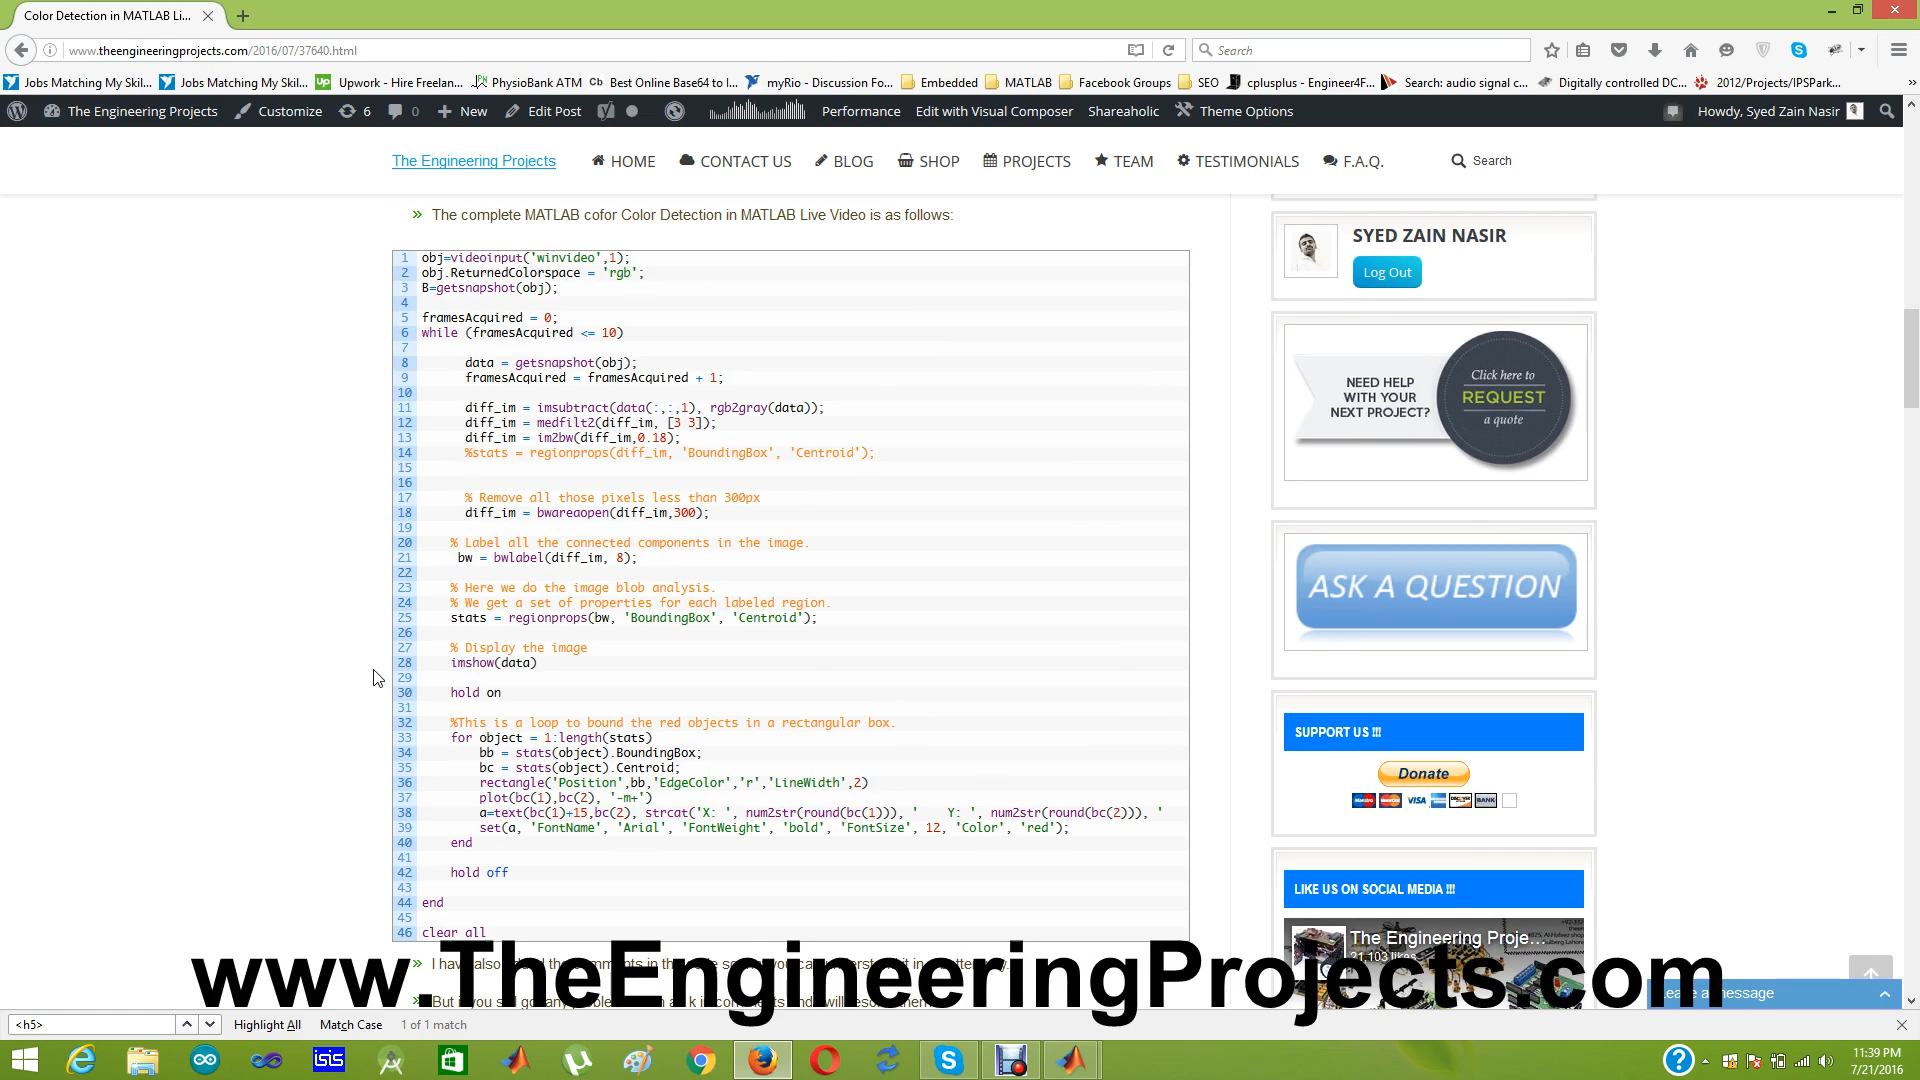 Color Detection in MATLAB Li...
www.theengineeringprojects.com/2016/07/37640.html
Search
Jobs Matching My Skil... Jobs Matching My Skil... Up Upwork - Hire Freelan... PhysioBank ATM Cb Best Online Base64 to I... myRio - Discussion Fo... Embedded MATLAB Facebook Groups SEO cplusplus - Engineer4F... Search: audio signal c... Digitally controlled DC... 2012/Projects/IPSPark...
The Engineering Projects Customize 6 0 New Edit Post Performance Edit with Visual Composer Shareaholic Theme Options Howdy, Syed Zain Nasir
The Engineering Projects HOME CONTACT US BLOG SHOP PROJECTS TEAM TESTIMONIALS F.A.Q. Search
The complete MATLAB cofor Color Detection in MATLAB Live Video is as follows:
1 obj=videoinput('winvideo',1);
2 obj.ReturnedColorspace = 'rgb';
3 B=getsnapshot(obj);
4
5 framesAcquired = 0;
6 while (framesAcquired <= 10)
7
8 data = getsnapshot(obj);
9 framesAcquired = framesAcquired + 1;
10
11 diff_im = imsubtract(data(:,:,1), rgb2gray(data));
12 diff_im = medfilt2(diff_im, [3 3]);
13 diff_im = im2bw(diff_im,0.18);
14 %stats = regionprops(diff_im, 'BoundingBox', 'Centroid');
15
16
17 % Remove all those pixels less than 300px
18 diff_im = bwareaopen(diff_im,300);
19
20 % Label all the connected components in the image.
21 bw = bwlabel(diff_im, 8);
22
23 % Here we do the image blob analysis.
24 % We get a set of properties for each labeled region.
25 stats = regionprops(bw, 'BoundingBox', 'Centroid');
26
27 % Display the image
28 imshow(data)
29
30 hold on
31
32 %This is a loop to bound the red objects in a rectangular box.
33 for object = 1:length(stats)
34 bb = stats(object).BoundingBox;
35 bc = stats(object).Centroid;
36 rectangle('Position',bb,'EdgeColor','r','LineWidth',2)
37 plot(bc(1),bc(2), '-m+')
38 a=text(bc(1)+15,bc(2), strcat('X: ', num2str(round(bc(1))), '    Y: ', num2str(round(bc(2))), '
39 set(a, 'FontName', 'Arial', 'FontWeight', 'bold', 'FontSize', 12, 'Color', 'red');
40 end
41
42 hold off
43
44 end
45
46 clear all
SYED ZAIN NASIR
Log Out
NEED HELP
WITH YOUR
NEXT PROJECT?
Click here to
REQUEST
a quote
ASK A QUESTION
SUPPORT US !!!
Donate
VISA BANK
LIKE US ON SOCIAL MEDIA !!!
The Engineering Proje...
21,103 likes
www.TheEngineeringProjects.com
<h5> Highlight All Match Case 1 of 1 match
isis
11:39 PM
7/21/2016